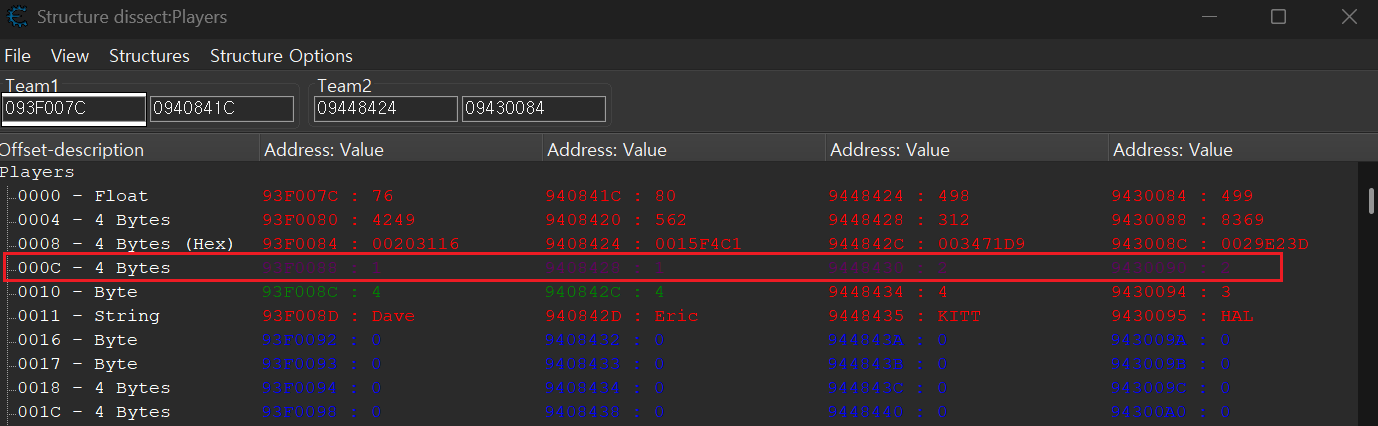 Structure dissect:Players
File View Structures Structure Options
Team1 Team2
093F007C 0940841C 09448424 09430084
Offset-description Address: Value Address: Value Address: Value Address: Value
Players
0000 - Float 93F007C : 76 940841C : 80 9448424 : 498 9430084 : 499
0004 - 4 Bytes 93F0080 : 4249 9408420 : 562 9448428 : 312 9430088 : 8369
0008 - 4 Bytes (Hex) 93F0084 : 00203116 9408424 : 0015F4C1 944842C : 003471D9 943008C : 0029E23D
000C - 4 Bytes 93F0088 : 1 9408428 : 1 9448430 : 2 9430090 : 2
0010 - Byte 93F008C : 4 940842C : 4 9448434 : 4 9430094 : 3
0011 - String 93F008D : Dave 940842D : Eric 9448435 : KITT 9430095 : HAL
0016 - Byte 93F0092 : 0 9408432 : 0 944843A : 0 943009A : 0
0017 - Byte 93F0093 : 0 9408433 : 0 944843B : 0 943009B : 0
0018 - 4 Bytes 93F0094 : 0 9408434 : 0 944843C : 0 943009C : 0
001C - 4 Bytes 93F0098 : 0 9408438 : 0 9448440 : 0 94300A0 : 0